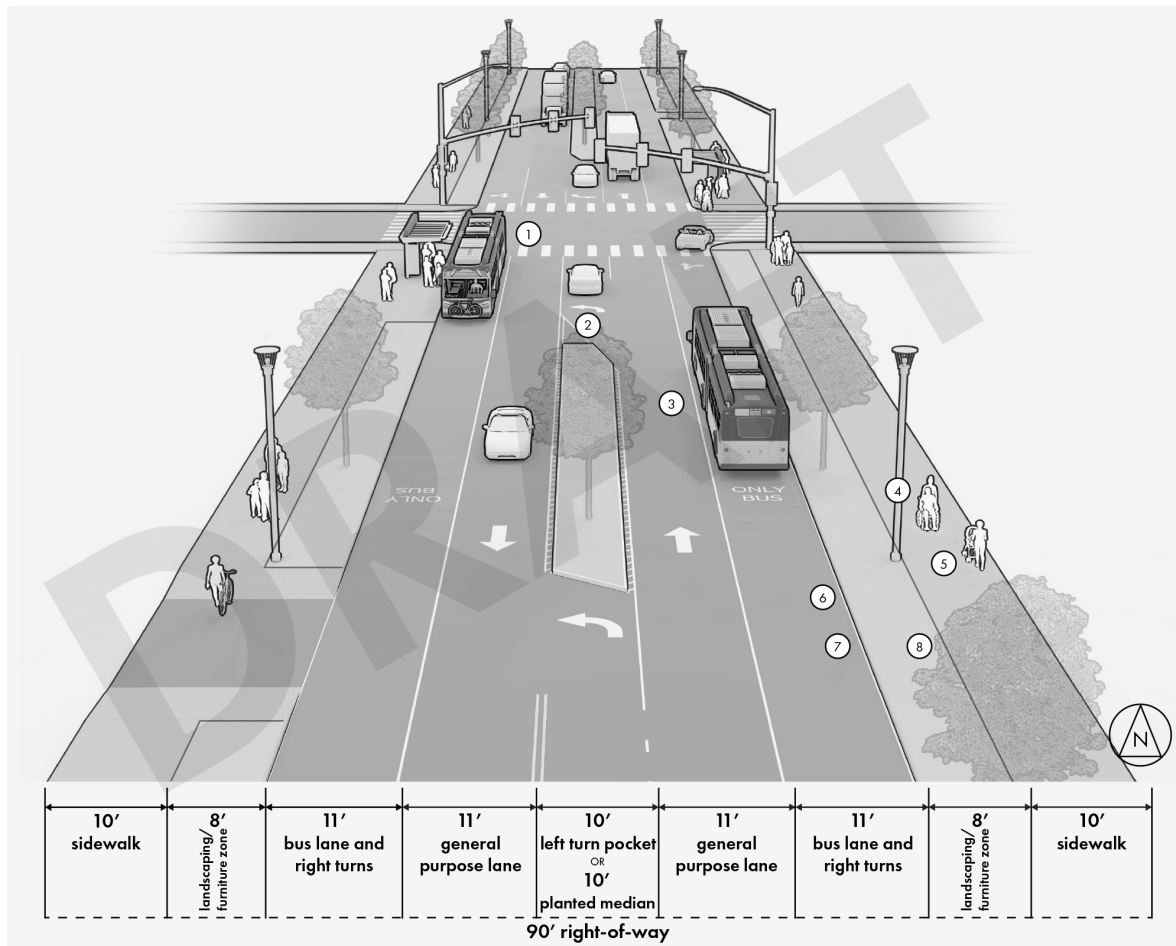 DRAFT
1
2
3
4
5
6
7
8
ONLY
BUS
ONLY
BUS
N
10’
sidewalk
8’
landscaping/
furniture zone
11’
bus lane and
right turns
11’
general
purpose lane
10’
left turn pocket
OR
10’
planted median
11’
general
purpose lane
11’
bus lane and
right turns
8’
landscaping/
furniture zone
10’
sidewalk
90’ right-of-way